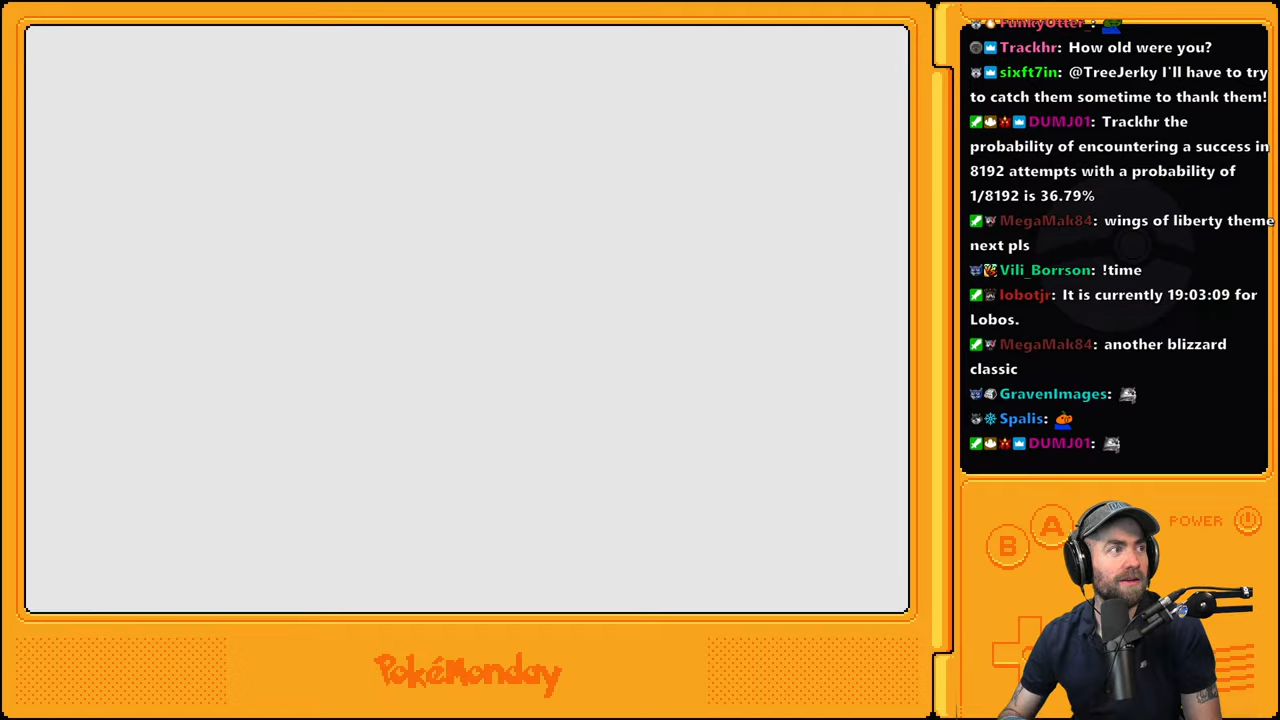 FunkyOtter_:
Trackhr: How old were you?
sixft7in: @TreeJerky I'll have to try
to catch them sometime to thank them!
DUMJ01: Trackhr the
probability of encountering a success in
8192 attempts with a probability of
1/8192 is 36.79%
MegaMak84: wings of liberty theme
next pls
Vili_Borrson: !time
lobotjr: It is currently 19:03:09 for
Lobos.
MegaMak84: another blizzard
classic
GravenImages:
Spalis:
DUMJ01:
POWER
A
B
PokéMonday